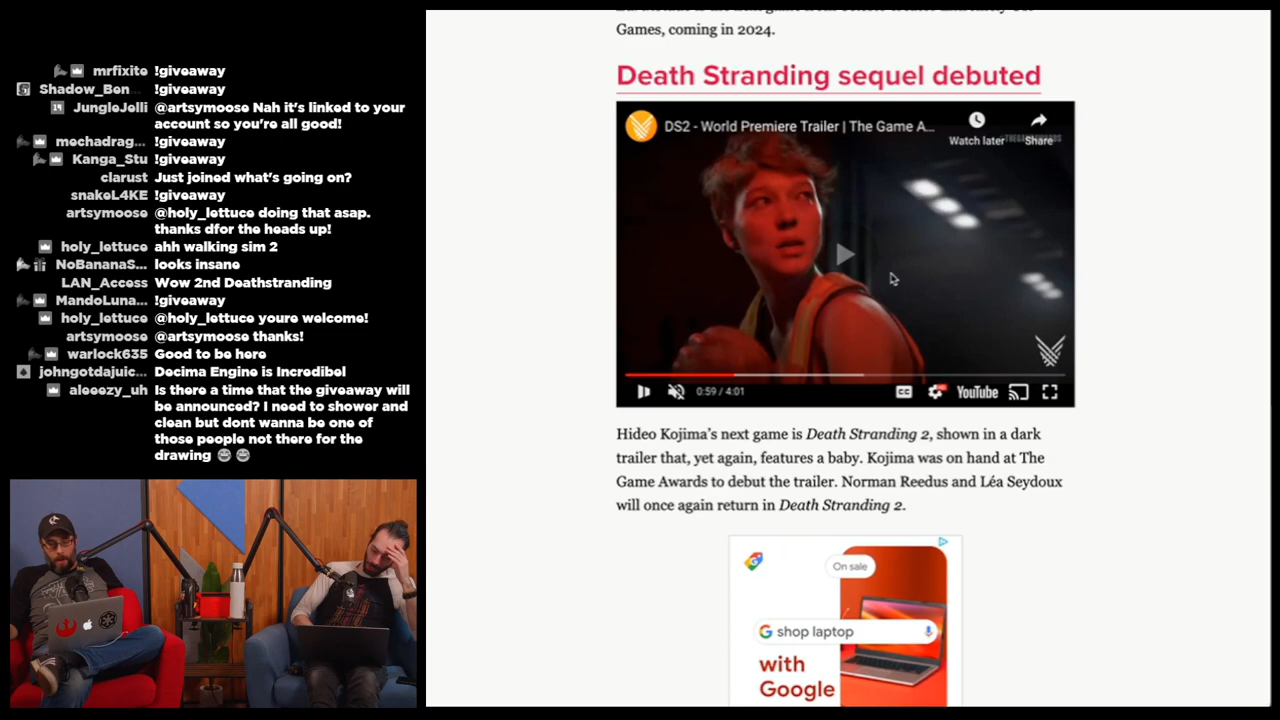 mrfixite !giveaway
Shadow_Ben... !giveaway
JungleJelli @artsymoose Nah it's linked to your
account so you're all good!
mechadrag... !giveaway
Kanga_Stu !giveaway
clarust Just joined what's going on?
snakeL4KE !giveaway
artsymoose @holy_lettuce doing that asap.
thanks dfor the heads up!
holy_lettuce ahh walking sim 2
NoBananaS... looks insane
LAN_Access Wow 2nd Deathstranding
MandoLuna... !giveaway
holy_lettuce @holy_lettuce youre welcome!
artsymoose @artsymoose thanks!
warlock635 Good to be here
johngotdajuic... Decima Engine is Incredibel
aleeezy_uh Is there a time that the giveaway will
be announced? I need to shower and
clean but dont wanna be one of
those people not there for the
drawing
Games, coming in 2024.
Death Stranding sequel debuted
DS2 - World Premiere Trailer | The Game A...
Watch later
Share
0:59 / 4:01
CC
HD
YouTube
Hideo Kojima's next game is Death Stranding 2, shown in a dark
trailer that, yet again, features a baby. Kojima was on hand at The
Game Awards to debut the trailer. Norman Reedus and Léa Seydoux
will once again return in Death Stranding 2.
On sale
G shop laptop
with
Google